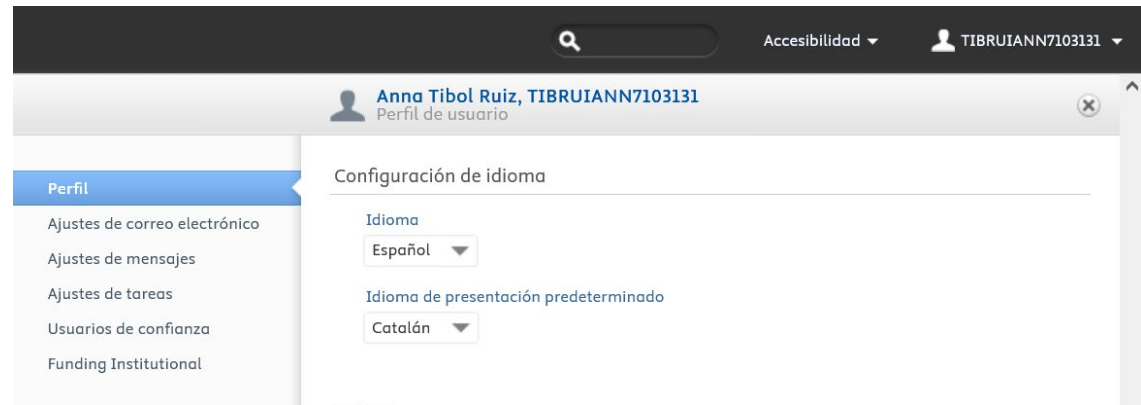 Accesibilidad
TIBRUIANN7103131
Anna Tibol Ruiz, TIBRUIANN7103131
Perfil de usuario
Perfil
Ajustes de correo electrónico
Ajustes de mensajes
Ajustes de tareas
Usuarios de confianza
Funding Institutional
Configuración de idioma
Idioma
Español
Idioma de presentación predeterminado
Catalán